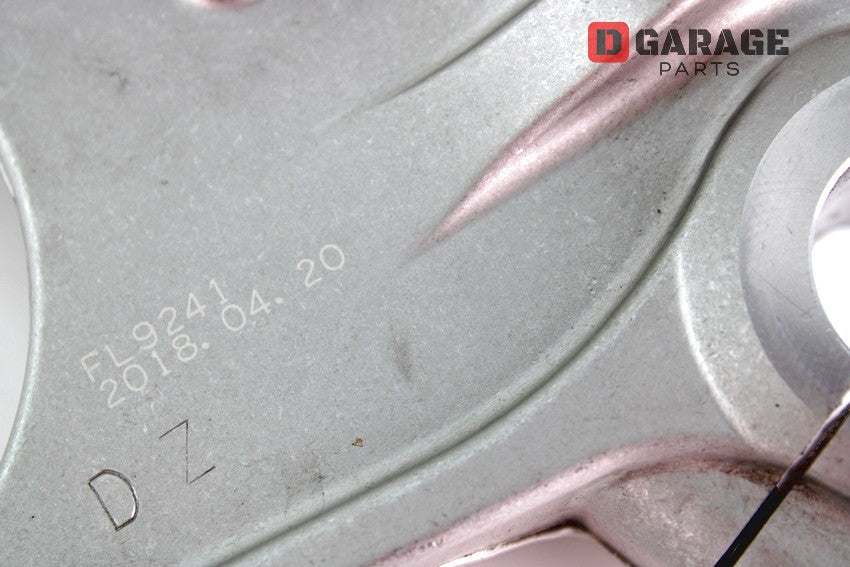 D GARAGE
PARTS
FL9241
2018.04.20
D Z